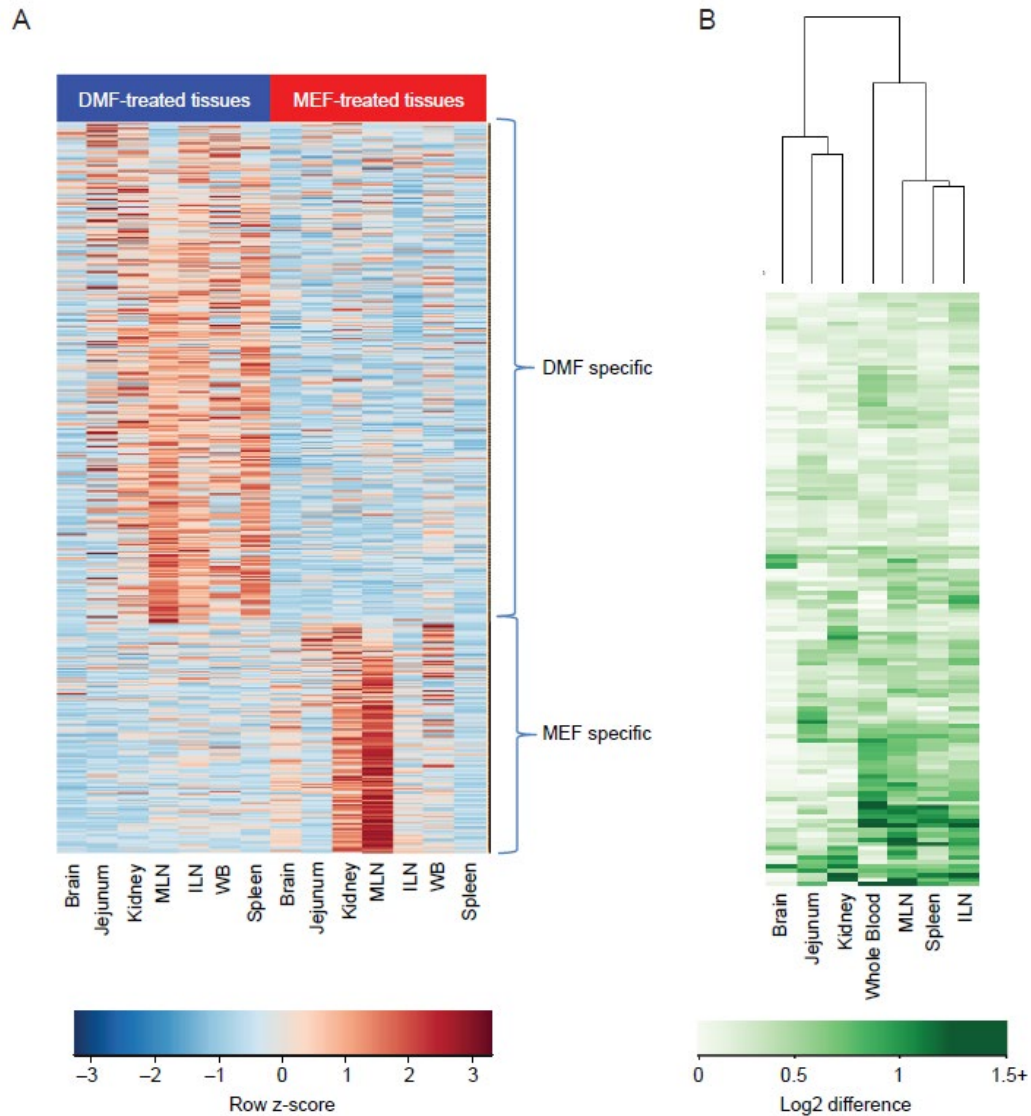 A
B
DMF-treated tissues MEF-treated tissues
DMF specific
MEF specific
Brain Jejunum Kidney MLN ILN WB Spleen Brain Jejunum Kidney MLN ILN WB Spleen
Brain Jejunum Kidney Whole Blood MLN Spleen ILN
–3 –2 –1 0 1 2 3
Row z-score
0 0.5 1 1.5+
Log2 difference